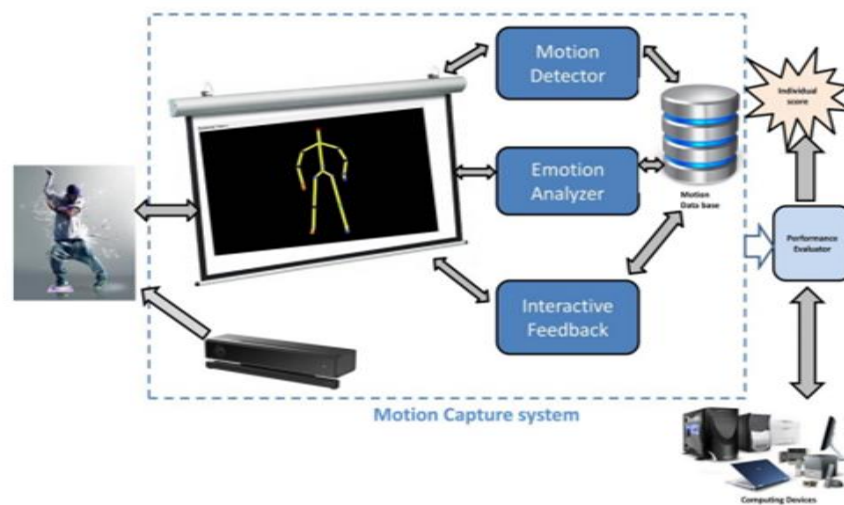 Motion
Detector
Individual
score
Emotion
Analyzer
Motion
Data base
Performance
Evaluator
Interactive
Feedback
Motion Capture system
Computing Devices